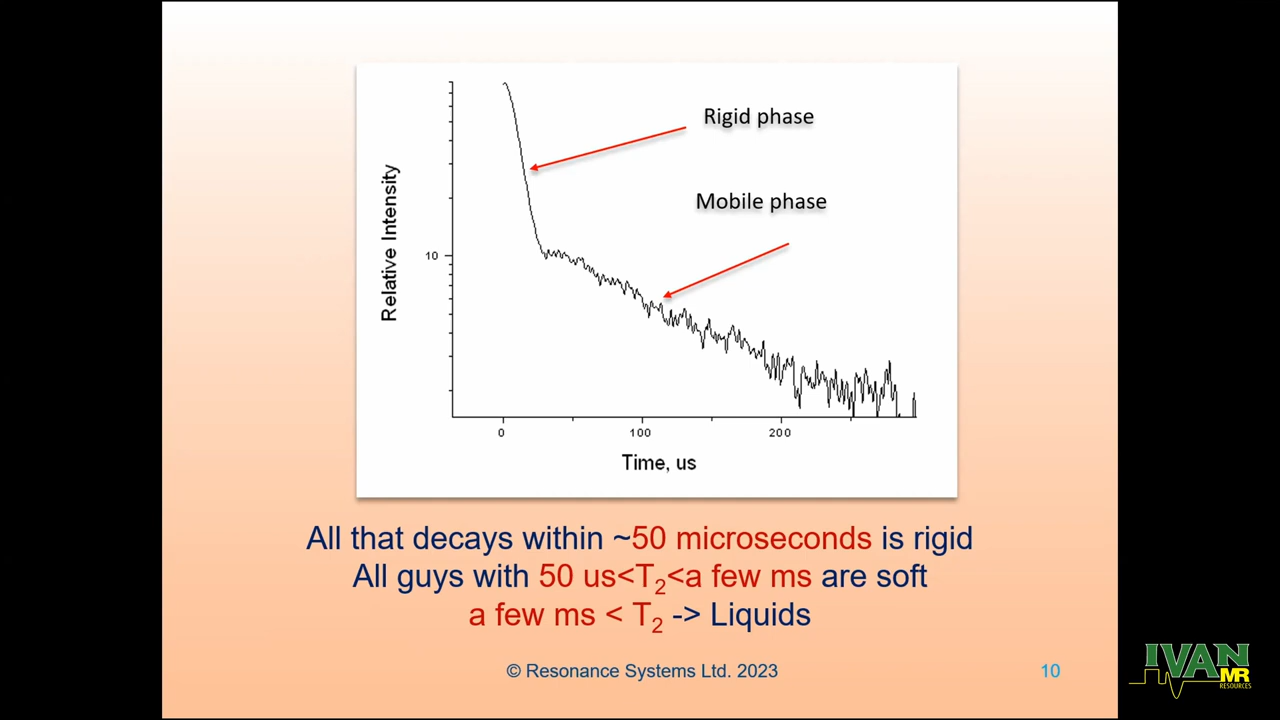 Rigid phase
Mobile phase
Relative Intensity
10
0 100 200
Time, us
All that decays within ~50 microseconds is rigid
All guys with 50 us<T₂<a few ms are soft
a few ms < T₂ -> Liquids
© Resonance Systems Ltd. 2023
10
IVAN
MR
RESOURCES